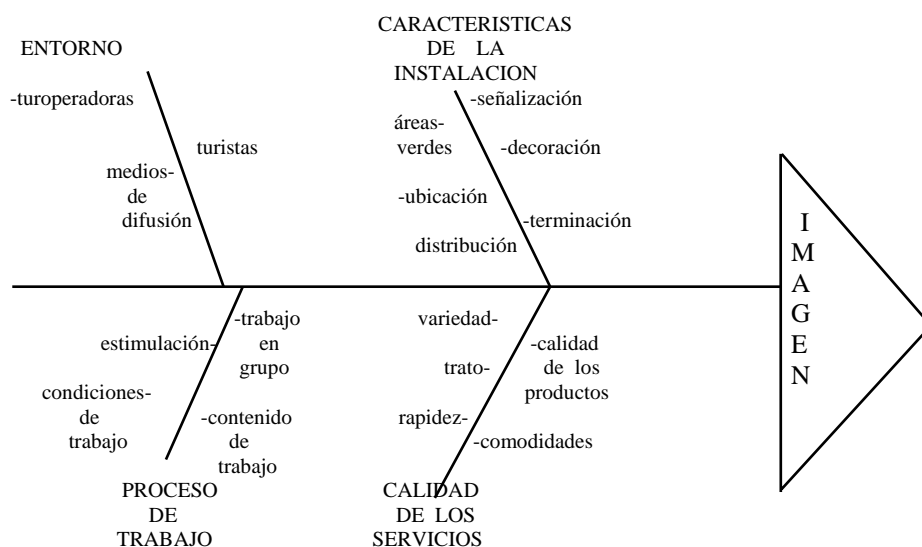 ENTORNO
-turoperadoras
turistas
medios-
de
difusión
CARACTERISTICAS
DE LA
INSTALACION
-señalización
áreas-
verdes
-decoración
-ubicación
-terminación
distribución
I
M
A
G
E
N
estimulación-
-trabajo
en
grupo
condiciones-
de
trabajo
-contenido
de
trabajo
PROCESO
DE
TRABAJO
variedad-
-calidad
de los
productos
trato-
rapidez-
-comodidades
CALIDAD
DE LOS
SERVICIOS